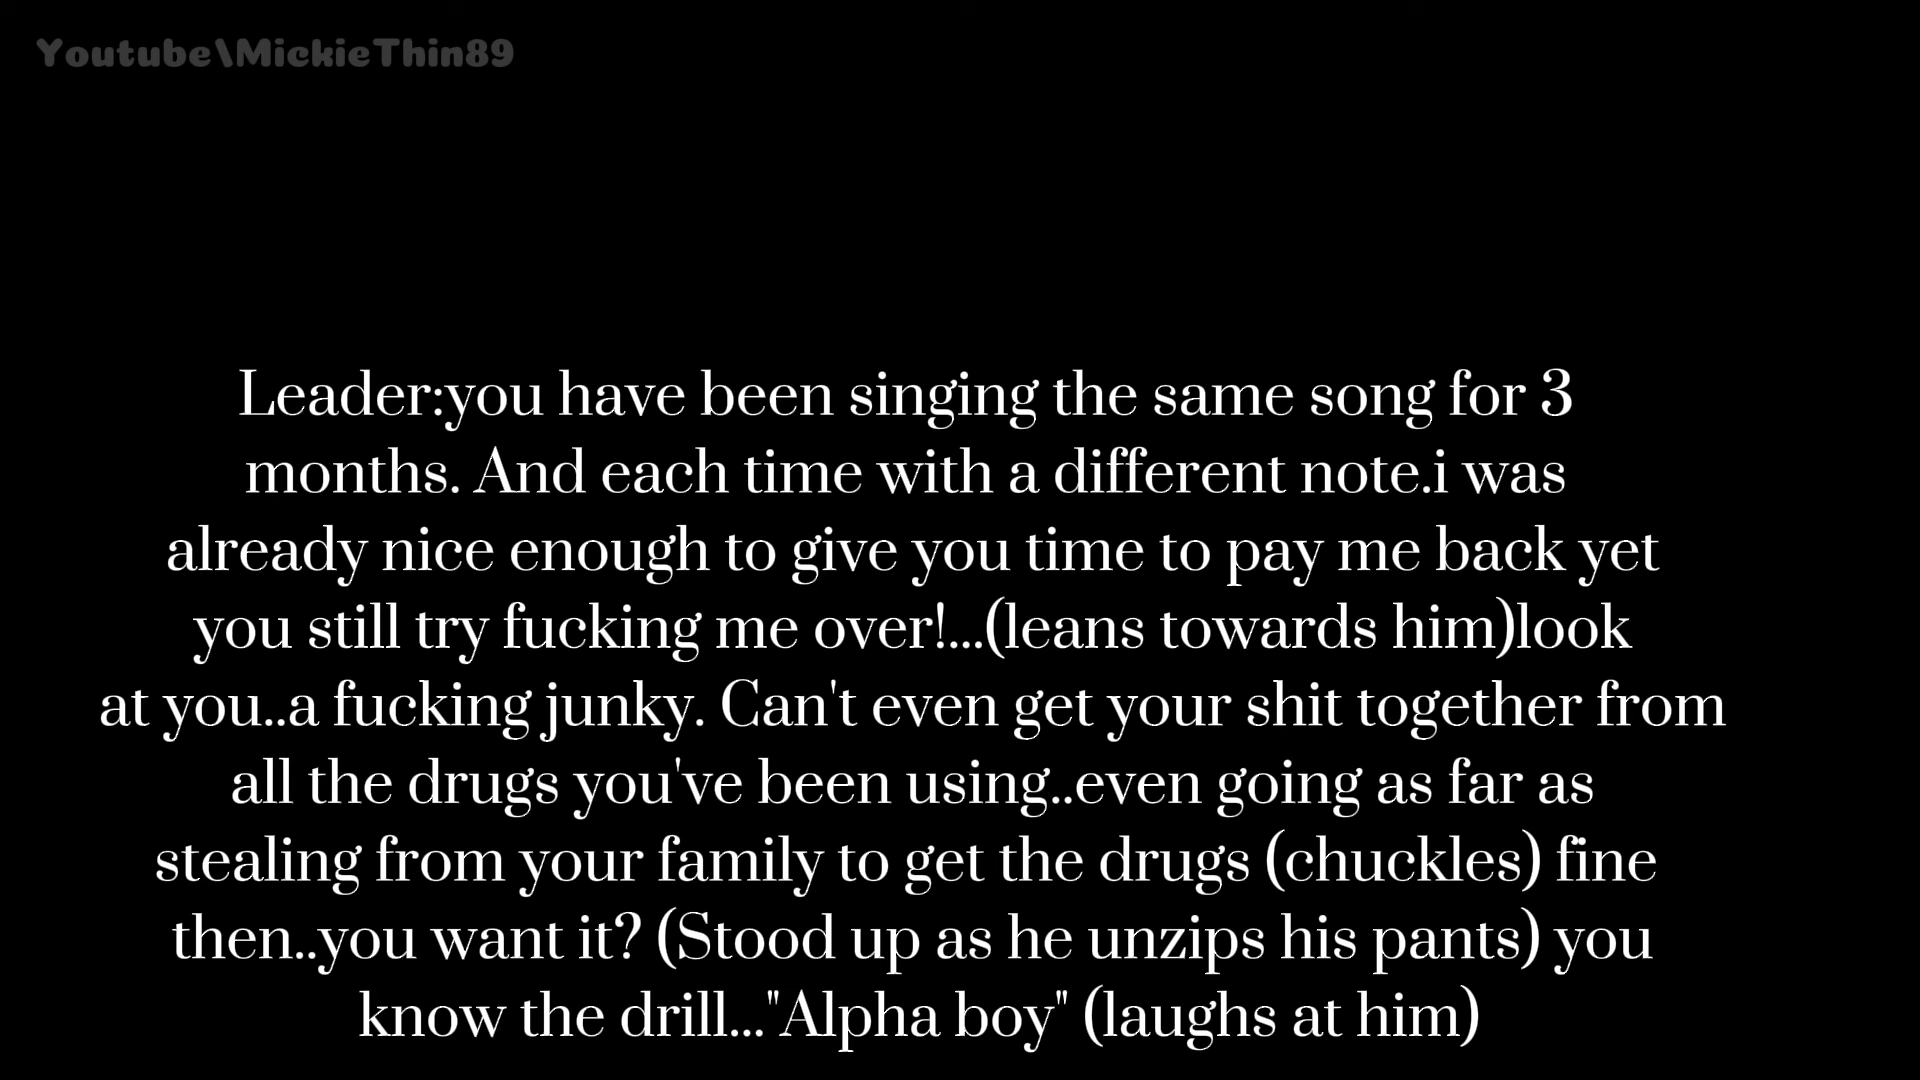 Youtube\MickieThin89
Leader:you have been singing the same song for 3
months. And each time with a different note.i was
already nice enough to give you time to pay me back yet
you still try fucking me over!...(leans towards him)look
at you..a fucking junky. Can't even get your shit together from
all the drugs you've been using..even going as far as
stealing from your family to get the drugs (chuckles) fine
then..you want it? (Stood up as he unzips his pants) you
know the drill..."Alpha boy" (laughs at him)